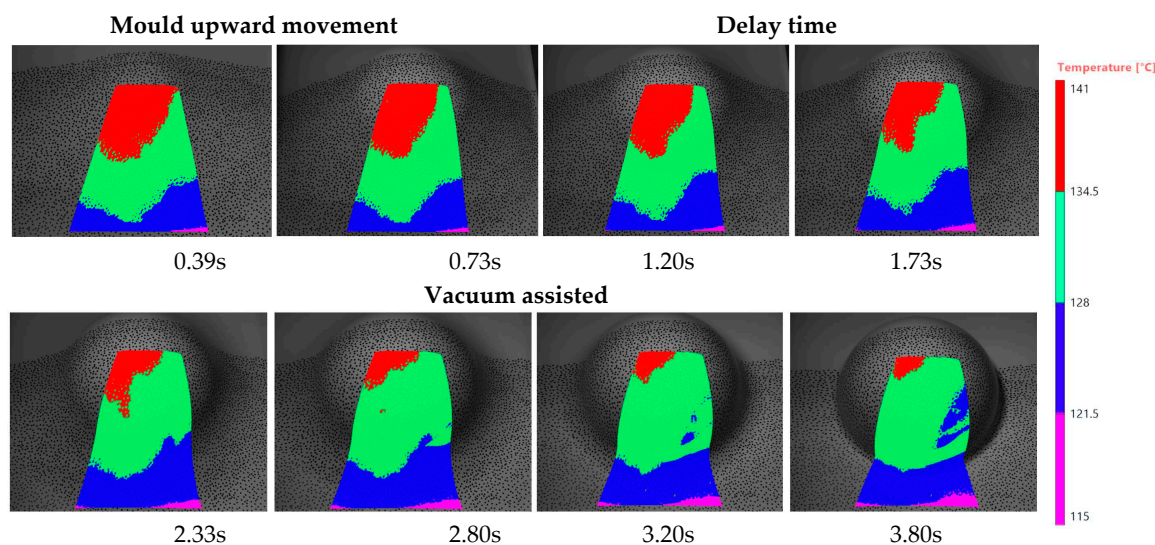 Mould upward movement
Delay time
0.39s
0.73s
1.20s
1.73s
Vacuum assisted
2.33s
2.80s
3.20s
3.80s
Temperature [°C]
141
134.5
128
121.5
115